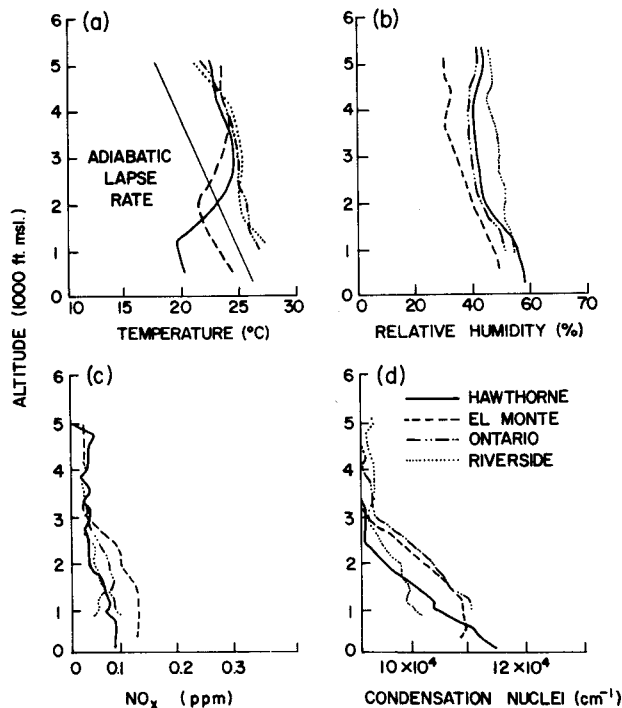 (a)
6
5
4
3
2
1
0
ADIABATIC
LAPSE
RATE
10
15
20
25
30
TEMPERATURE (°C)
(b)
6
5
4
3
2
1
0
0
20
40
60
70
RELATIVE HUMIDITY (%)
ALTITUDE (1000 ft. msl.)
(c)
6
5
4
3
2
1
0
0
0.1
0.2
0.3
NOx (ppm)
(d)
6
5
4
3
2
1
0
HAWTHORNE
EL MONTE
ONTARIO
RIVERSIDE
10×10⁴
12×10⁴
CONDENSATION NUCLEI (cm⁻¹)